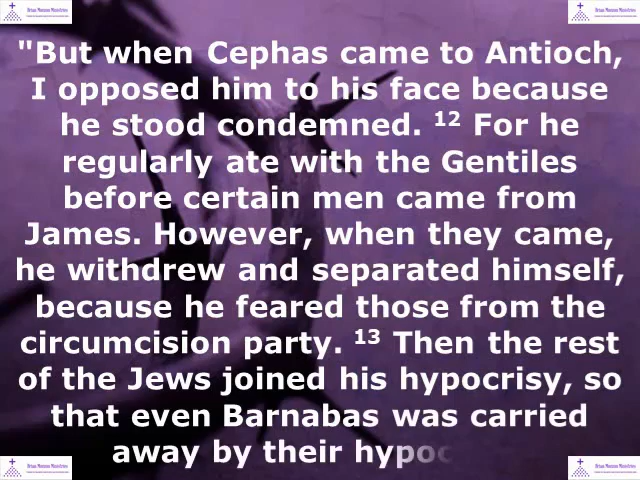 "But when Cephas came to Antioch,
I opposed him to his face because
he stood condemned. 12 For he
regularly ate with the Gentiles
before certain men came from
James. However, when they came,
he withdrew and separated himself,
because he feared those from the
circumcision party. 13 Then the rest
of the Jews joined his hypocrisy, so
that even Barnabas was carried
away by their hypoc